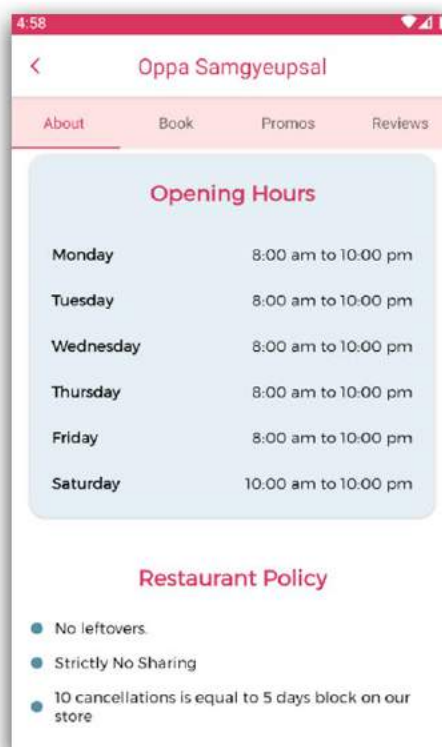 4:58
Oppa Samgyeupsal
About Book Promos Reviews
Opening Hours
Monday 8:00 am to 10:00 pm
Tuesday 8:00 am to 10:00 pm
Wednesday 8:00 am to 10:00 pm
Thursday 8:00 am to 10:00 pm
Friday 8:00 am to 10:00 pm
Saturday 10:00 am to 10:00 pm
Restaurant Policy
No leftovers.
Strictly No Sharing
10 cancellations is equal to 5 days block on our
store